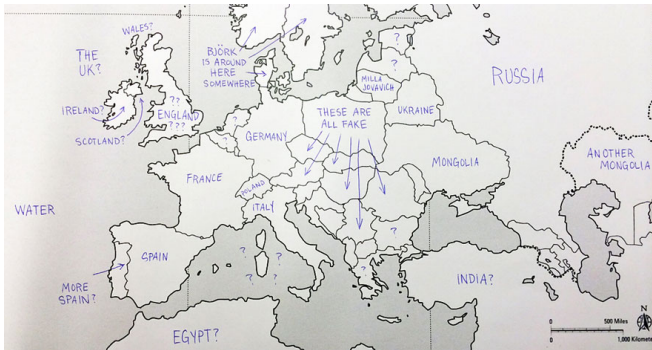 WALES?
THE
UK?
BJÖRK
IS AROUND
HERE
SOMEWHERE
?
?
RUSSIA
MILLA
JOVAVICH
IRELAND?
SCOTLAND?
??
ENGLAND
???
?
?
GERMANY
THESE ARE
ALL FAKE
UKRAINE
MONGOLIA
ANOTHER
MONGOLIA
FRANCE
POLAND
ITALY
WATER
SPAIN
MORE
SPAIN?
?
?
?
?
?
?
INDIA?
EGYPT?
N
0 500 Miles
0 1,000 Kilomete